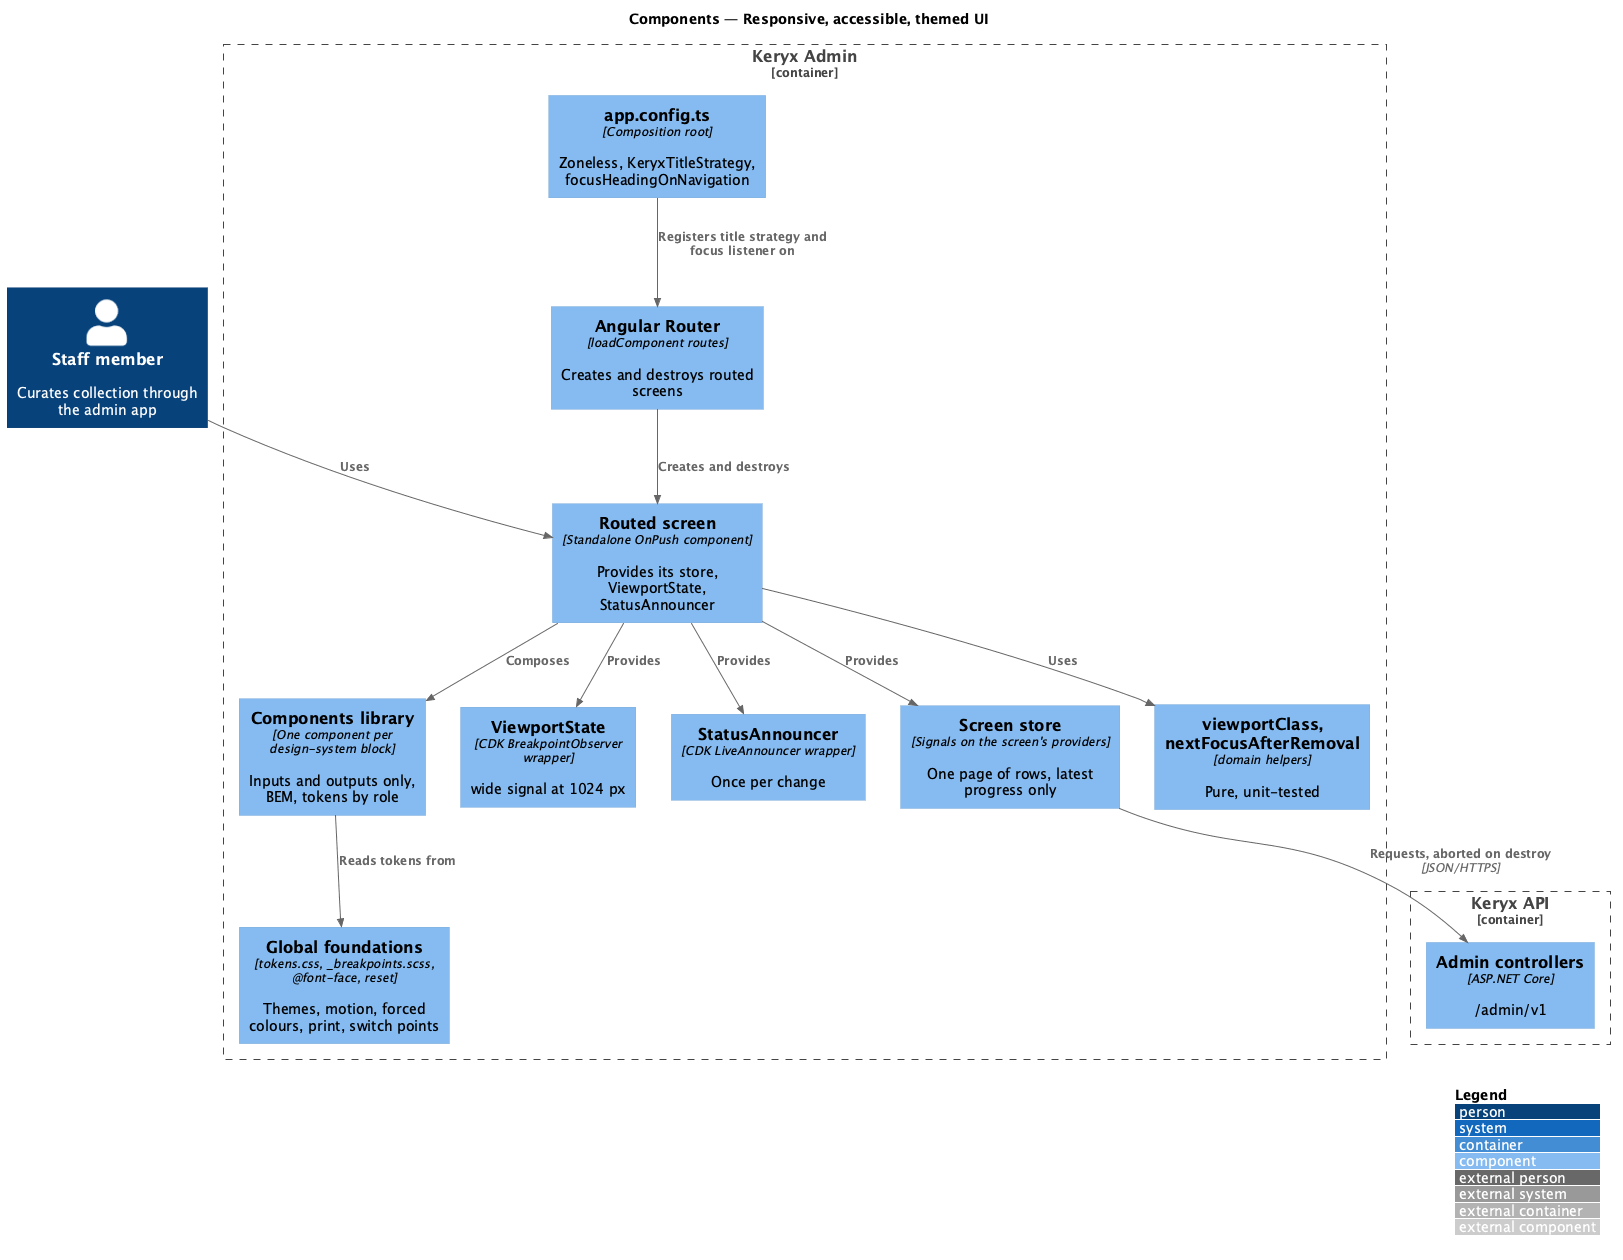 Components — Responsive, accessible, themed UI
Keryx Admin
[container]
app.config.ts
[Composition root]
Zoneless, KeryxTitleStrategy,
focusHeadingOnNavigation
Registers title strategy and
focus listener on
Staff member
Curates collection through
the admin app
Angular Router
[loadComponent routes]
Creates and destroys routed
screens
Uses
Creates and destroys
Routed screen
[Standalone OnPush component]
Provides its store,
ViewportState,
StatusAnnouncer
Composes
Provides
Provides
Provides
Uses
Components library
[One component per
design-system block]
Inputs and outputs only,
BEM, tokens by role
ViewportState
[CDK BreakpointObserver
wrapper]
wide signal at 1024 px
StatusAnnouncer
[CDK LiveAnnouncer wrapper]
Once per change
Screen store
[Signals on the screen's providers]
One page of rows, latest
progress only
viewportClass,
nextFocusAfterRemoval
[domain helpers]
Pure, unit-tested
Reads tokens from
Requests, aborted on destroy
[JSON/HTTPS]
Global foundations
[tokens.css, _breakpoints.scss,
@font-face, reset]
Themes, motion, forced
colours, print, switch points
Keryx API
[container]
Admin controllers
[ASP.NET Core]
/admin/v1
Legend
person
system
container
component
external person
external system
external container
external component